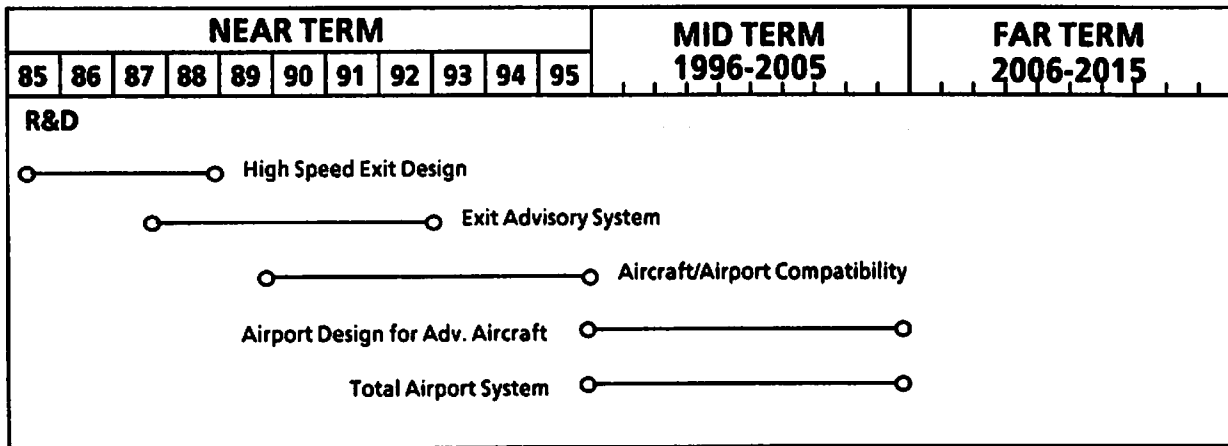 NEAR TERM
MID TERM
1996-2005
FAR TERM
2006-2015
85 86 87 88 89 90 91 92 93 94 95
R&D
High Speed Exit Design
Exit Advisory System
Aircraft/Airport Compatibility
Airport Design for Adv. Aircraft
Total Airport System